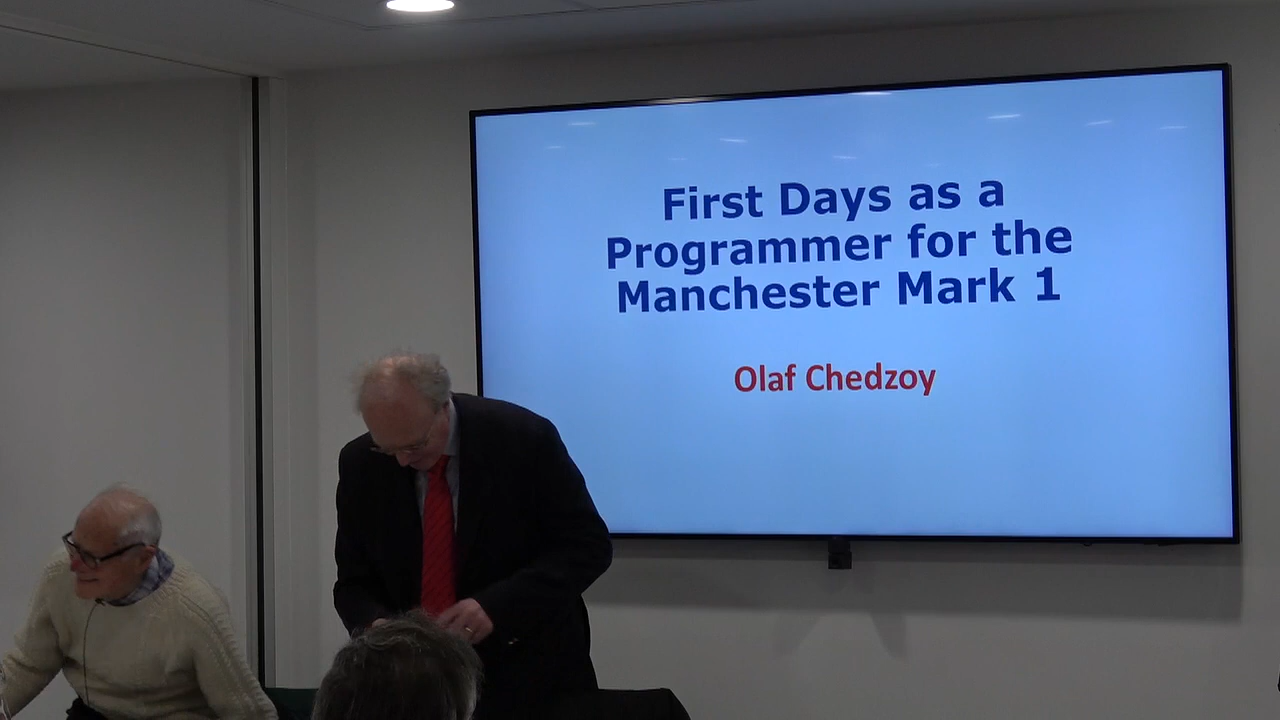 First Days as a
Programmer for the
Manchester Mark 1
Olaf Chedzoy